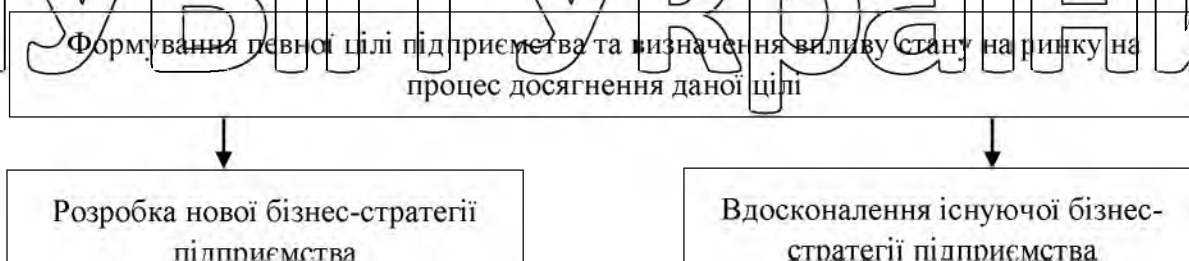 Формування певної цілі підприємства та визначення впливу стану на ринку на
процес досягнення даної цілі
Розробка нової бізнес-стратегії
підприємства
Вдосконалення існуючої бізнес-
стратегії підприємства